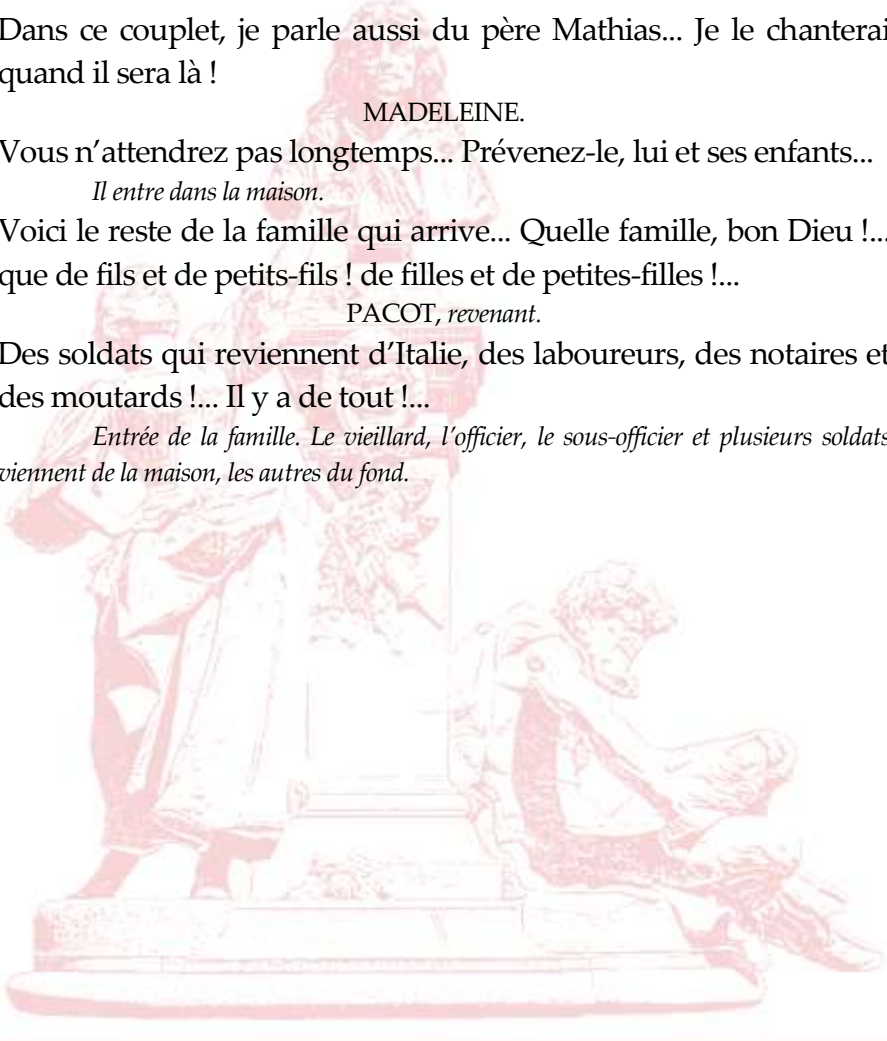 Dans ce couplet, je parle aussi du père Mathias... Je le chanterai
quand il sera là !
MADELEINE.
Vous n’attendrez pas longtemps... Prévenez-le, lui et ses enfants...
Il entre dans la maison.
Voici le reste de la famille qui arrive... Quelle famille, bon Dieu !...
que de fils et de petits-fils ! de filles et de petites-filles !...
PACOT, revenant.
Des soldats qui reviennent d’Italie, des laboureurs, des notaires et
des moutards !... Il y a de tout !...
Entrée de la famille. Le vieillard, l’officier, le sous-officier et plusieurs soldats
viennent de la maison, les autres du fond.